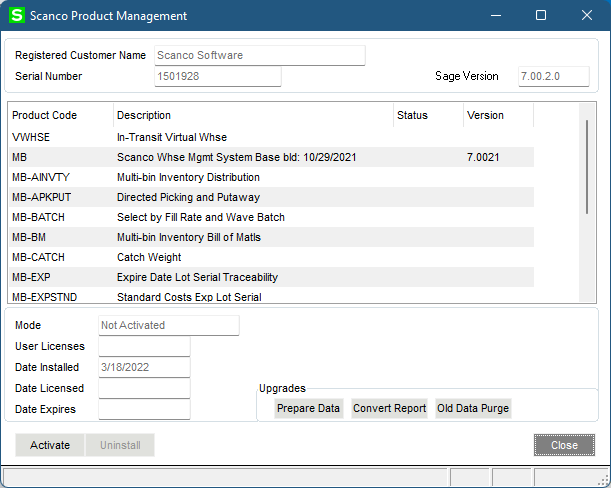 S Scanco Product Management
Registered Customer Name Scanco Software
Serial Number 1501928 Sage Version 7.00.2.0
Product Code Description Status Version
VWHSE In-Transit Virtual Whse
MB Scanco Whse Mgmt System Base bld: 10/29/2021 7.0021
MB-AINVTY Multi-bin Inventory Distribution
MB-APKPUT Directed Picking and Putaway
MB-BATCH Select by Fill Rate and Wave Batch
MB-BM Multi-bin Inventory Bill of Matls
MB-CATCH Catch Weight
MB-EXP Expire Date Lot Serial Traceability
MB-EXPSTND Standard Costs Exp Lot Serial
Mode Not Activated
User Licenses
Date Installed 3/18/2022
Date Licensed
Date Expires
Upgrades
Prepare Data Convert Report Old Data Purge
Activate Uninstall Close